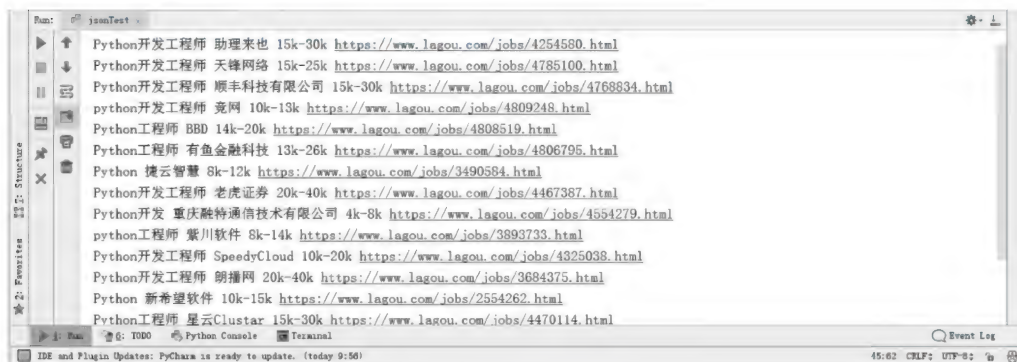 Run: jsonTest
Python开发工程师 助理来也 15k-30k https://www.lagou.com/jobs/4254580.html
Python开发工程师 天锋网络 15k-25k https://www.lagou.com/jobs/4785100.html
Python开发工程师 顺丰科技有限公司 15k-30k https://www.lagou.com/jobs/4768834.html
python开发工程师 竞网 10k-13k https://www.lagou.com/jobs/4809248.html
Python工程师 BBD 14k-20k https://www.lagou.com/jobs/4808519.html
Python工程师 有鱼金融科技 13k-26k https://www.lagou.com/jobs/4806795.html
Python 捷云智慧 8k-12k https://www.lagou.com/jobs/3490584.html
Python开发工程师 老虎证券 20k-40k https://www.lagou.com/jobs/4467387.html
Python开发 重庆融特通信技术有限公司 4k-8k https://www.lagou.com/jobs/4554279.html
python工程师 紫川软件 8k-14k https://www.lagou.com/jobs/3893733.html
Python开发工程师 SpeedyCloud 10k-20k https://www.lagou.com/jobs/4325038.html
Python开发工程师 朗播网 20k-40k https://www.lagou.com/jobs/3684375.html
Python 新希望软件 10k-15k https://www.lagou.com/jobs/2554262.html
Python工程师 星云Clustar 15k-30k https://www.lagou.com/jobs/4470114.html
Z: Structure
2: Favorites
4: Run 6: TODO Python Console Terminal Event Log
IDE and Plugin Updates: PyCharm is ready to update. (today 9:56) 45:62 CRLF: UTF-8: